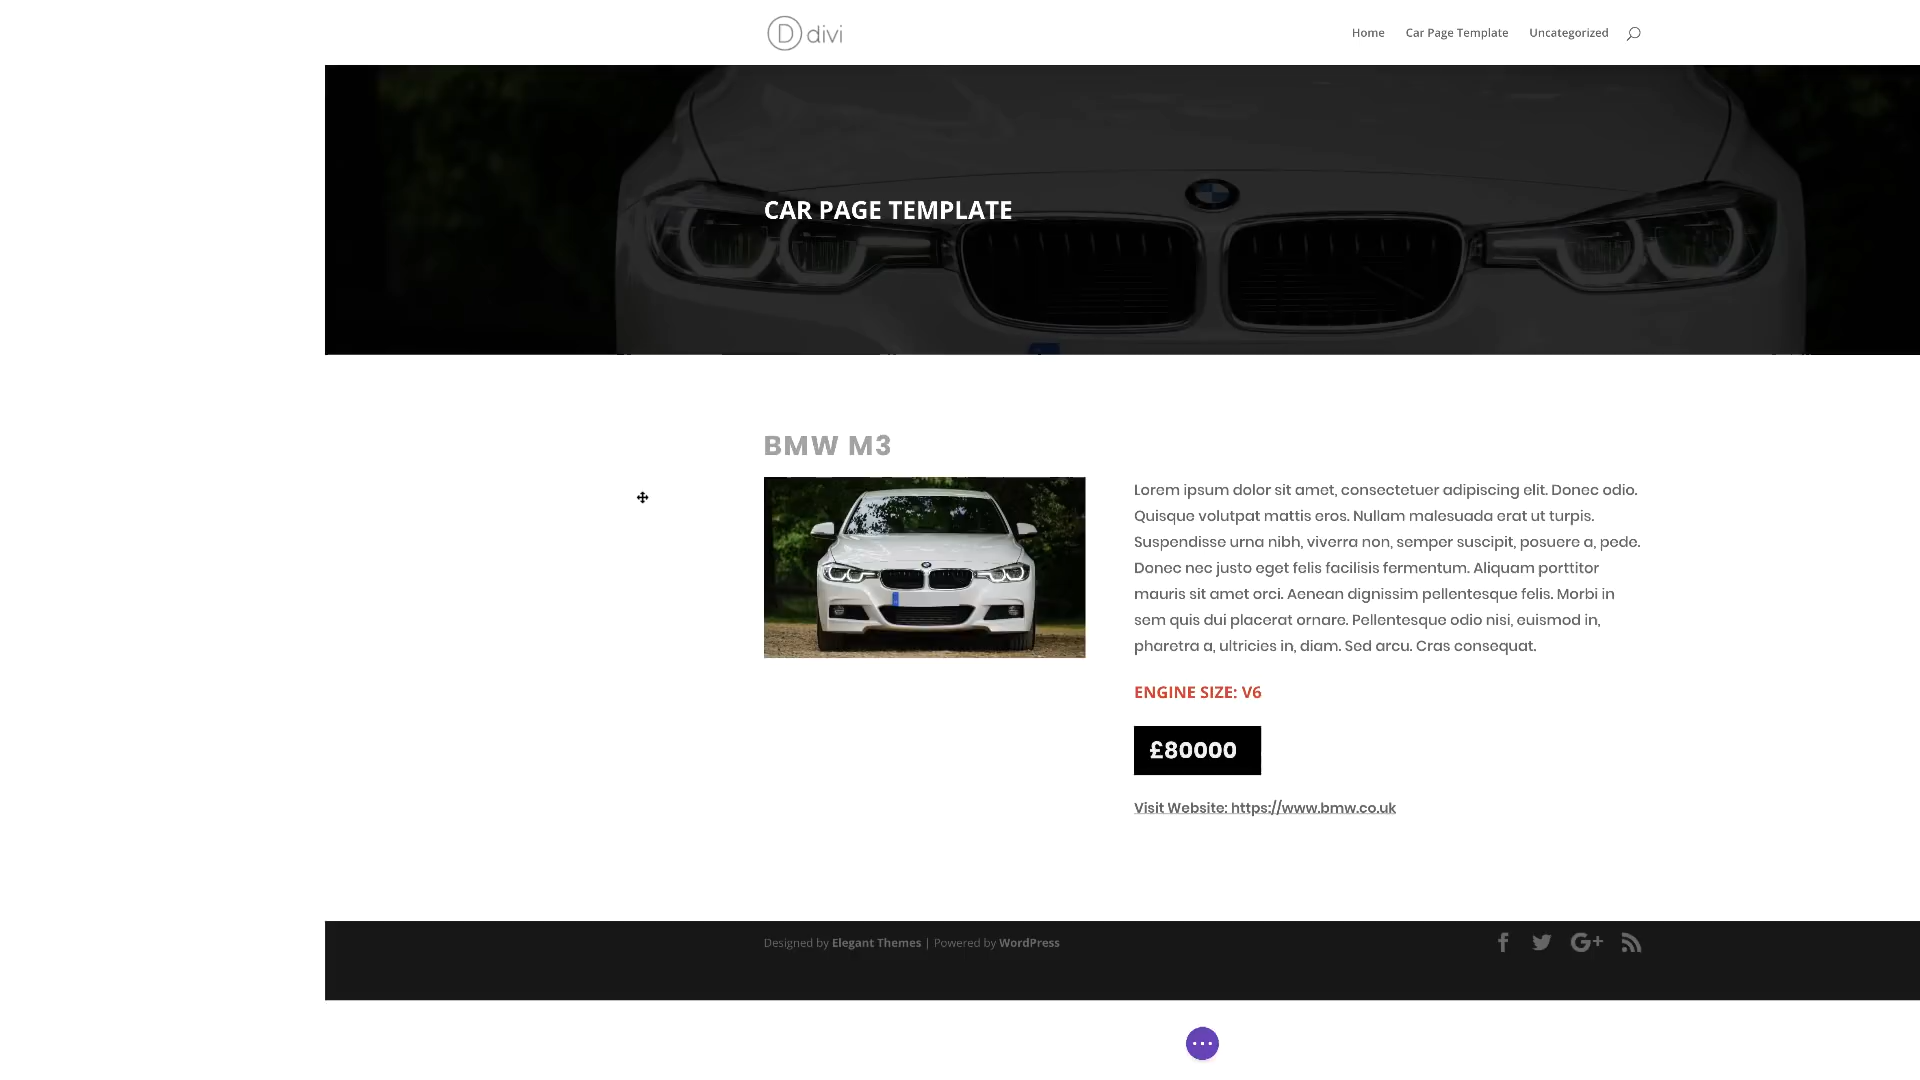 D divi
Home
Car Page Template
Uncategorized
CAR PAGE TEMPLATE
BMW M3
Lorem ipsum dolor sit amet, consectetuer adipiscing elit. Donec odio.
Quisque volutpat mattis eros. Nullam malesuada erat ut turpis.
Suspendisse urna nibh, viverra non, semper suscipit, posuere a, pede.
Donec nec justo eget felis facilisis fermentum. Aliquam porttitor
mauris sit amet orci. Aenean dignissim pellentesque felis. Morbi in
sem quis dui placerat ornare. Pellentesque odio nisi, euismod in,
pharetra a, ultricies in, diam. Sed arcu. Cras consequat.
ENGINE SIZE: V6
£80000
Visit Website: https://www.bmw.co.uk
Designed by Elegant Themes | Powered by WordPress